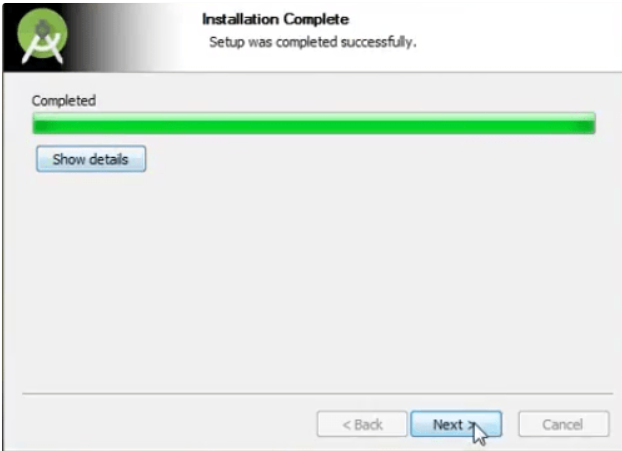 Installation Complete
Setup was completed successfully.
Completed
Show details
< Back
Next >
Cancel